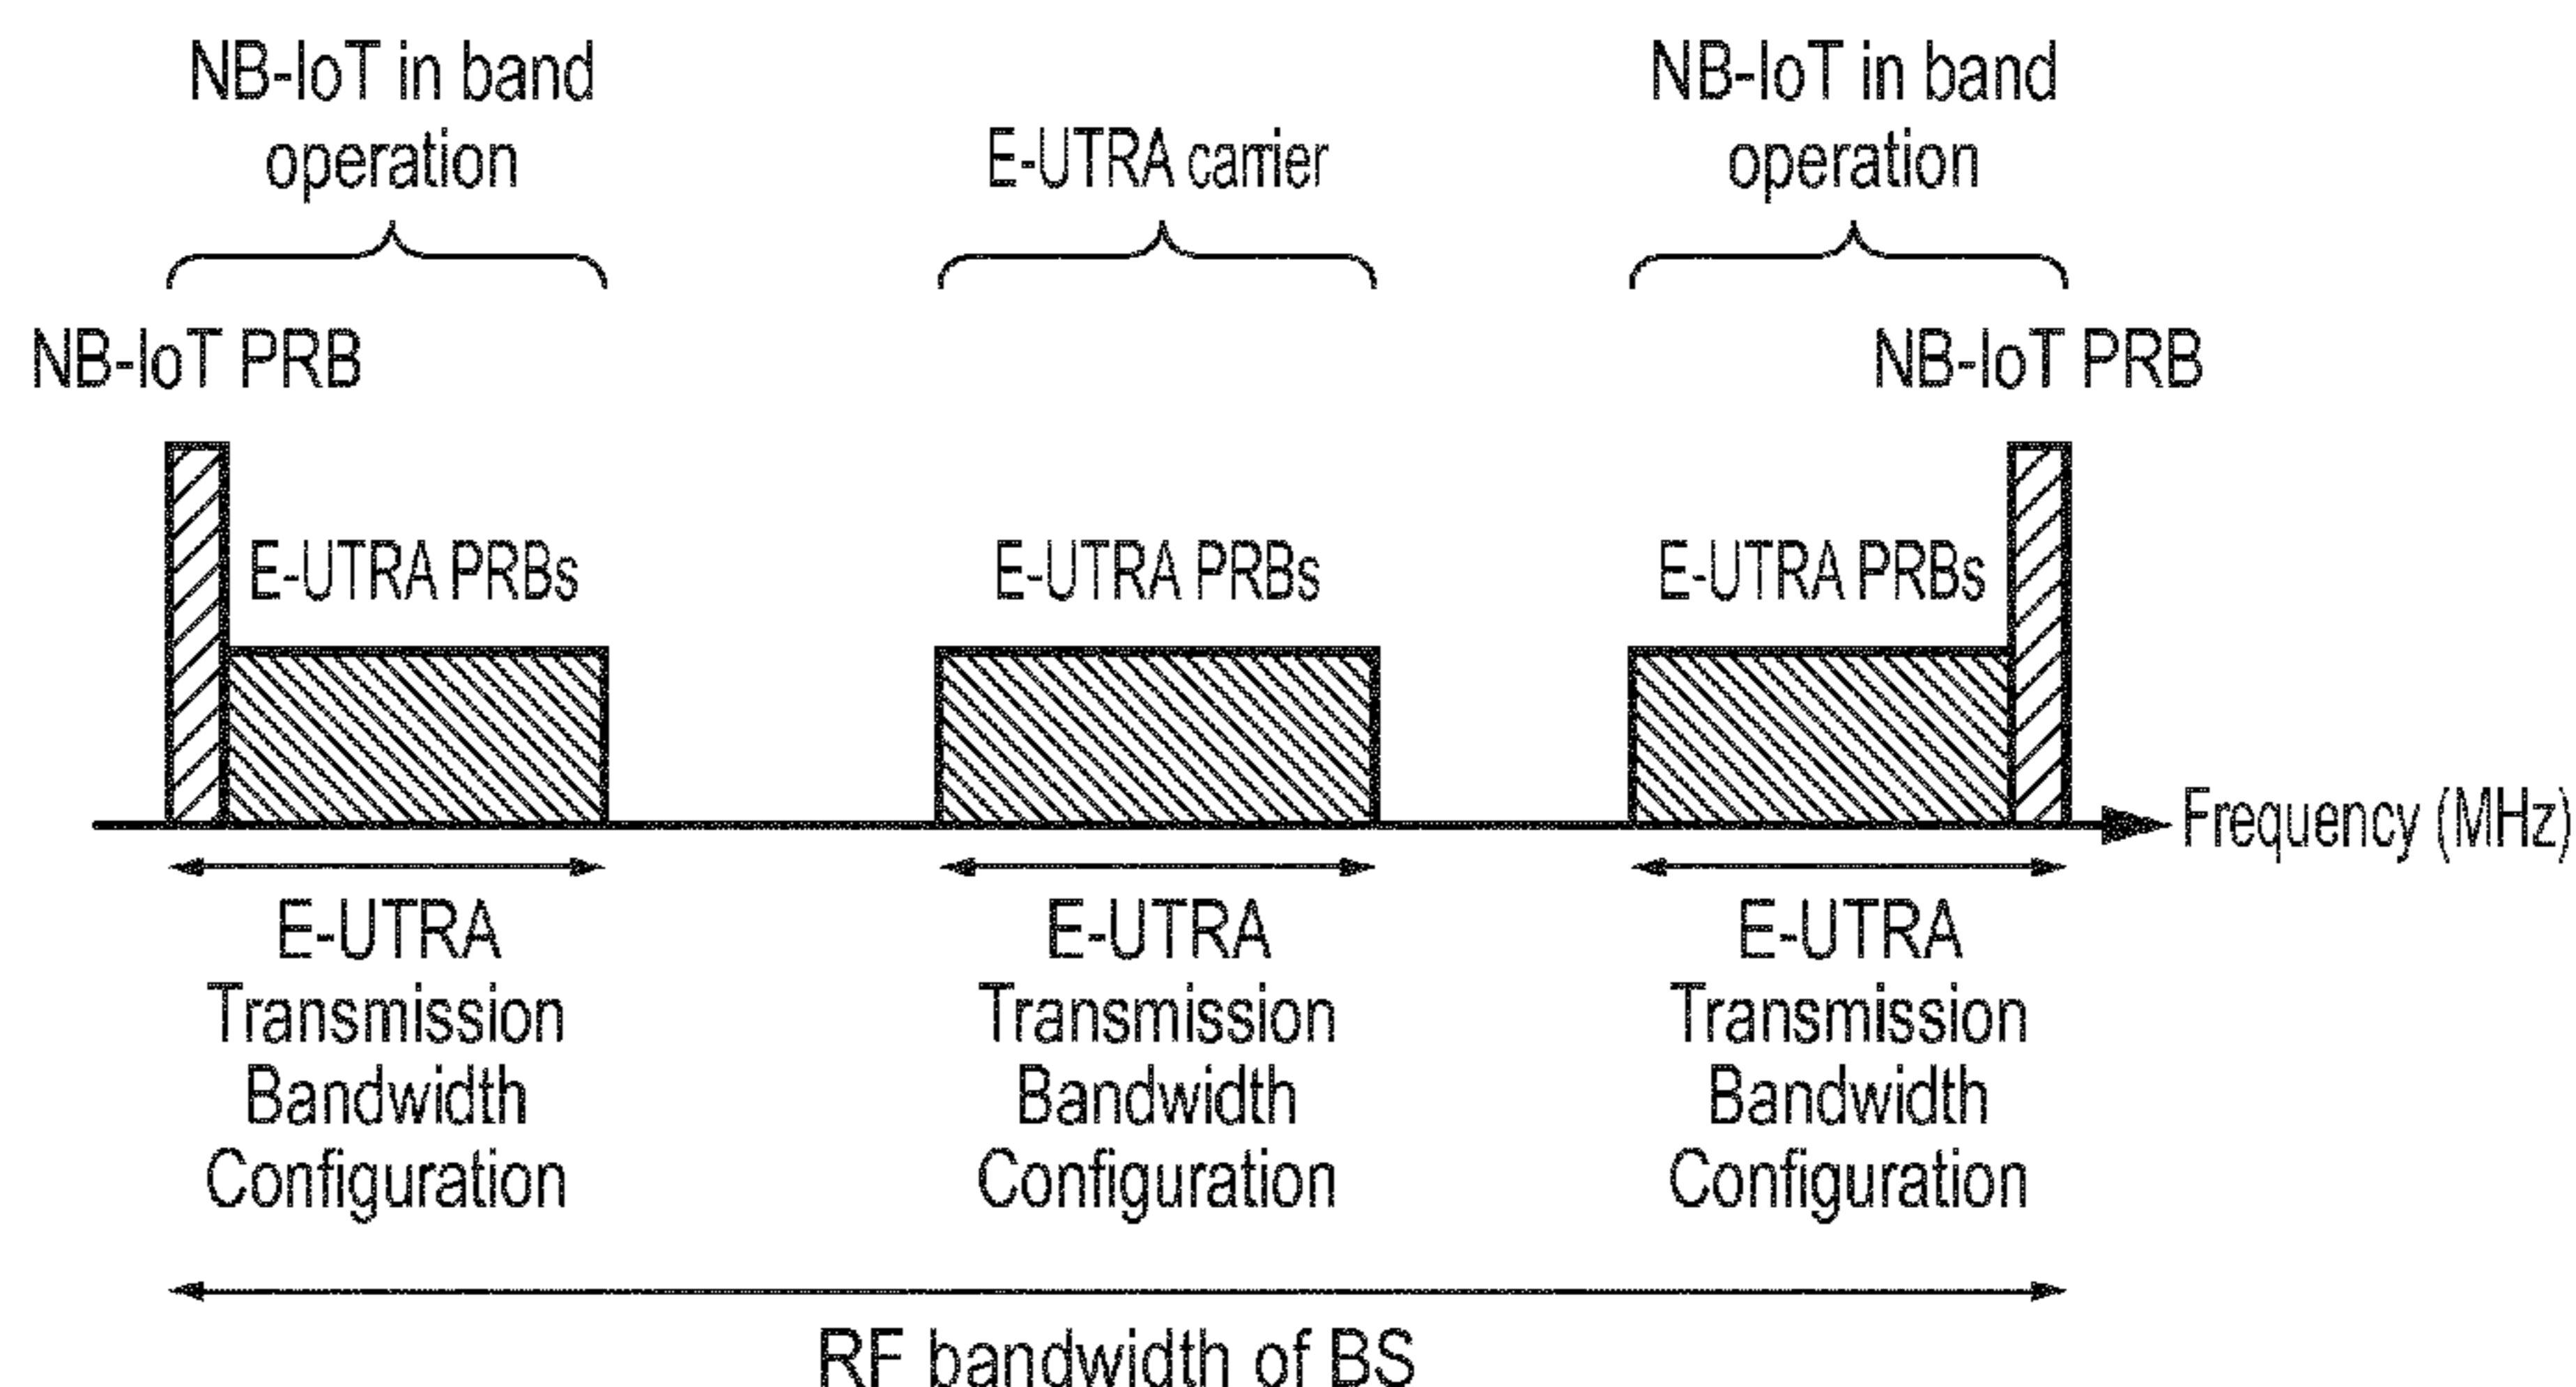 NB-IoT in band
operation
E-UTRA carrier
NB-IoT in band
operation
NB-IoT PRB
NB-IoT PRB
E-UTRA PRBs
E-UTRA PRBs
E-UTRA PRBs
Frequency (MHz)
E-UTRA
Transmission
Bandwidth
Configuration
E-UTRA
Transmission
Bandwidth
Configuration
E-UTRA
Transmission
Bandwidth
Configuration
RF bandwidth of BS